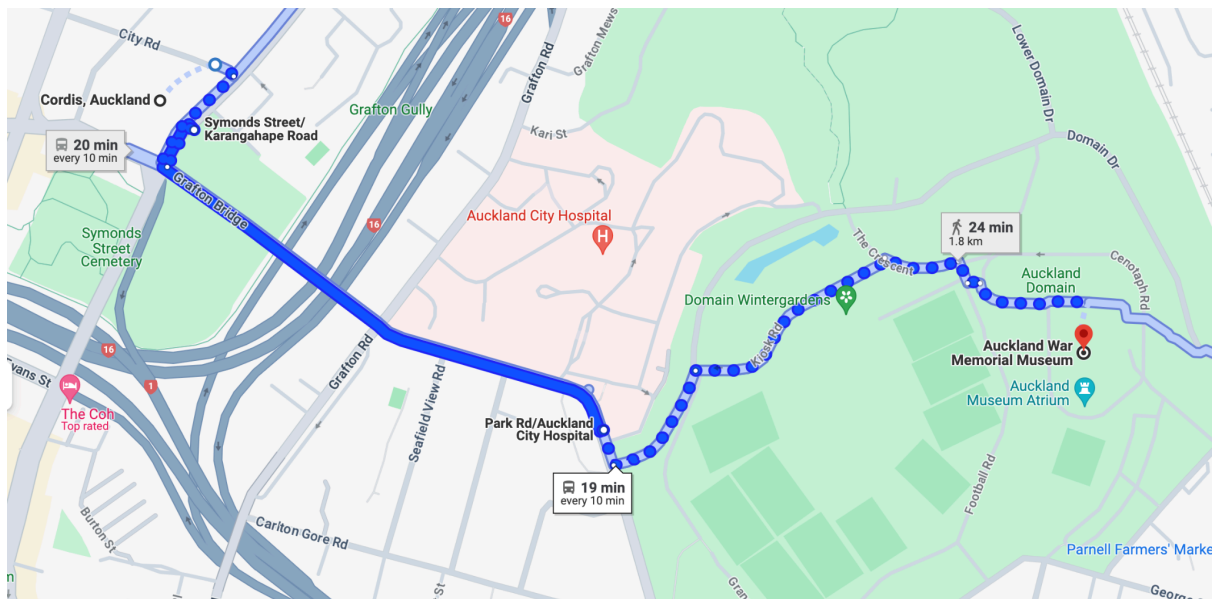 City Rd
Cordis, Auckland
Symonds Street/
Karangahape Road
20 min
every 10 min
Grafton Bridge
Symonds
Street
Cemetery
Grafton Gully
16
16
16
1
Grafton Rd
Grafton Mews
Kari St
Auckland City Hospital
H
Lower Domain Dr
Domain Dr
The Crescent
24 min
1.8 km
Cenotaph Rd
Auckland
Domain
Domain Wintergardens
Kiosk Rd
Auckland War
Memorial Museum
Auckland
Museum Atrium
Grafton Rd
Seafield View Rd
Park Rd/Auckland
City Hospital
19 min
every 10 min
The Coh
Top rated
Football Rd
Burton St
Carlton Gore Rd
Parnell Farmers' Marke